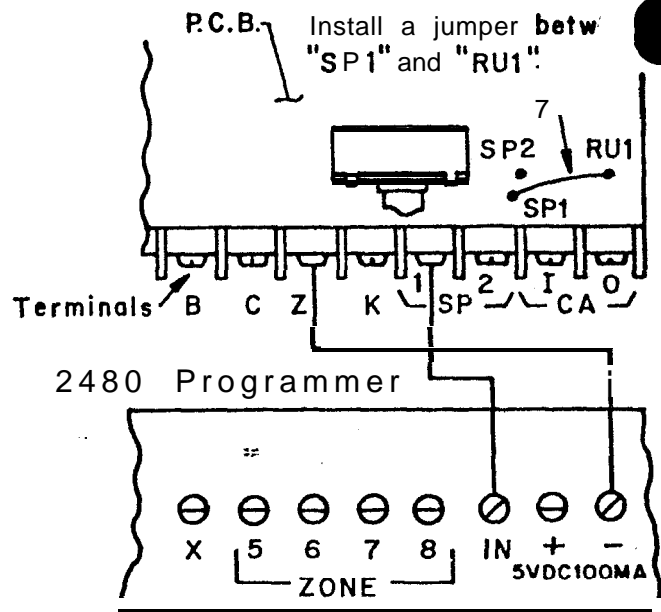 P.C.B. Install a jumper betw
"SP1" and "RU1".
7
SP2 RU1
SP1
1 2 I O
Terminals B C Z K SP CA
2480 Programmer
X 5 6 7 8 IN + -
5VDC100MA
ZONE